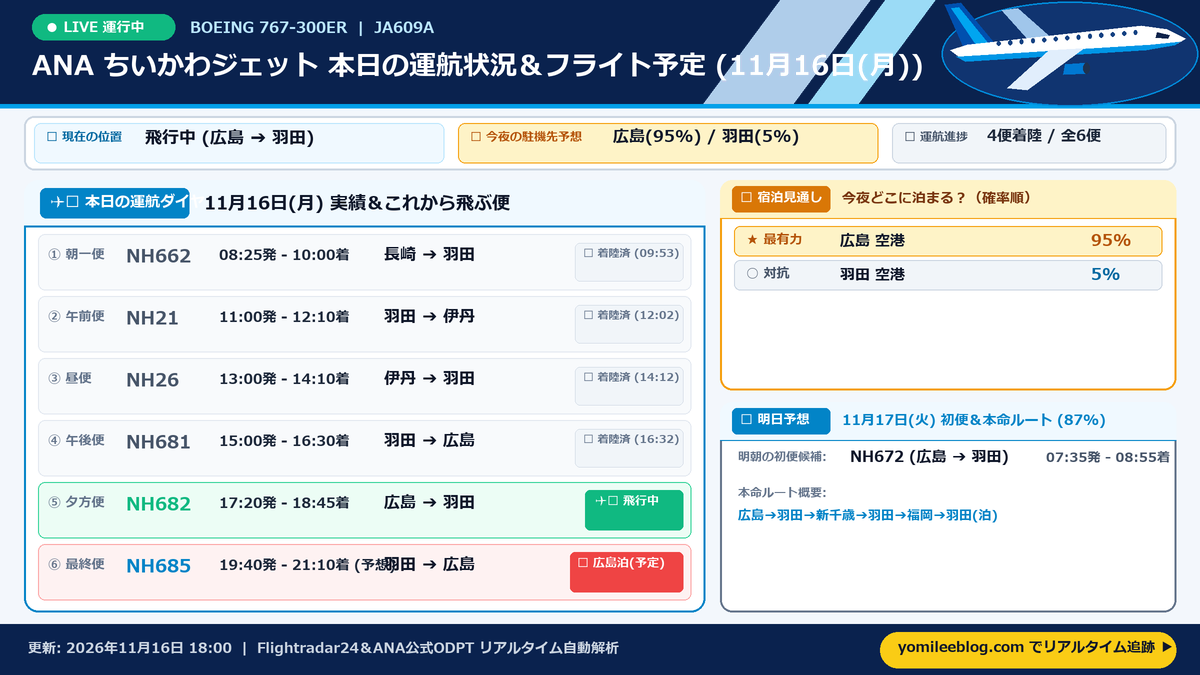 ● LIVE 運行中 BOEING 767-300ER | JA609A
ANA ちいかわジェット 本日の運航状況＆フライト予定 (11月16日(月))
□ 現在の位置 飛行中 (広島 → 羽田)
□ 今夜の駐機先予想 広島(95%) / 羽田(5%)
□ 運航進捗 4便着陸 / 全6便
✈□ 本日の運航ダイ 11月16日(月) 実績＆これから飛ぶ便
① 朝一便 NH662 08:25発 - 10:00着 長崎 → 羽田 □ 着陸済 (09:53)
② 午前便 NH21 11:00発 - 12:10着 羽田 → 伊丹 □ 着陸済 (12:02)
③ 昼便 NH26 13:00発 - 14:10着 伊丹 → 羽田 □ 着陸済 (14:12)
④ 午後便 NH681 15:00発 - 16:30着 羽田 → 広島 □ 着陸済 (16:32)
⑤ 夕方便 NH682 17:20発 - 18:45着 広島 → 羽田 ✈□ 飛行中
⑥ 最終便 NH685 19:40発 - 21:10着 (予想) 羽田 → 広島 □ 広島泊(予定)
□ 宿泊見通し 今夜どこに泊まる？ (確率順)
★ 最有力 広島 空港 95%
○ 対抗 羽田 空港 5%
□ 明日予想 11月17日(火) 初便＆本命ルート (87%)
明朝の初便候補: NH672 (広島 → 羽田) 07:35発 - 08:55着
本命ルート概要:
広島→羽田→新千歳→羽田→福岡→羽田(泊)
更新: 2026年11月16日 18:00 | Flightradar24＆ANA公式ODPT リアルタイム自動解析
yomileeblog.com でリアルタイム追跡 ▶